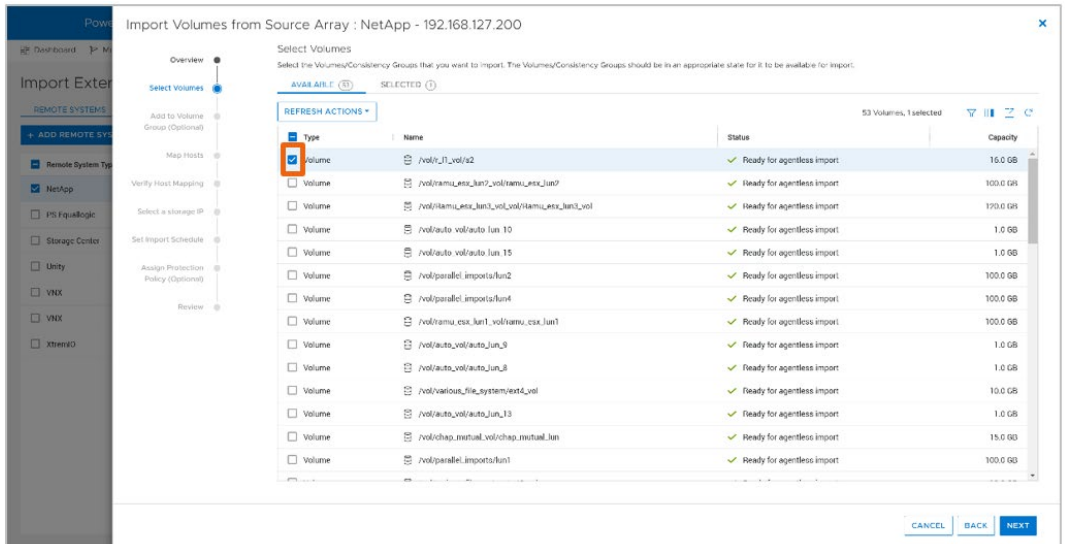 Powe
Import Volumes from Source Array : NetApp - 192.168.127.200
Dashboard
Import Exter
REMOTE SYSTEMS
+ ADD REMOTE SYS
Remote System Typ
NetApp
PS Equallogic
Storage Center
Unity
VNX
VNX
XtremIO
Overview
Select Volumes
Add to Volume
Group (Optional)
Map Hosts
Verify Host Mapping
Select a storage IP
Set Import Schedule
Assign Protection
Policy (Optional)
Review
Select Volumes
Select the Volumes/Consistency Groups that you want to import. The Volumes/Consistency Groups should be in an appropriate state for it to be available for import.
AVAILABLE SELECTED
REFRESH ACTIONS 53 Volumes, 1 selected
Type Name Status Capacity
Volume /vol/r_l1_vol/s2 Ready for agentless import 16.0 GB
Volume /vol/ramu_esx_lun2_vol/ramu_esx_lun2 Ready for agentless import 100.0 GB
Volume /vol/Ramu_esx_lun3_vol_vol/Ramu_esx_lun3_vol Ready for agentless import 120.0 GB
Volume /vol/auto_vol/auto_lun_10 Ready for agentless import 1.0 GB
Volume /vol/auto_vol/auto_lun_15 Ready for agentless import 1.0 GB
Volume /vol/parallel_imports/lun2 Ready for agentless import 100.0 GB
Volume /vol/parallel_imports/lun4 Ready for agentless import 100.0 GB
Volume /vol/ramu_esx_lun1_vol/ramu_esx_lun1 Ready for agentless import 100.0 GB
Volume /vol/auto_vol/auto_lun_9 Ready for agentless import 1.0 GB
Volume /vol/auto_vol/auto_lun_8 Ready for agentless import 1.0 GB
Volume /vol/various_file_system/ext4_vol Ready for agentless import 10.0 GB
Volume /vol/auto_vol/auto_lun_13 Ready for agentless import 1.0 GB
Volume /vol/chap_mutual_vol/chap_mutual_lun Ready for agentless import 15.0 GB
Volume /vol/parallel_imports/lun1 Ready for agentless import 100.0 GB
CANCEL BACK NEXT